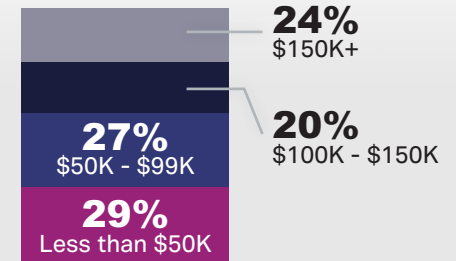 24%
$150K+
20%
$100K - $150K
27%
$50K - $99K
29%
Less than $50K